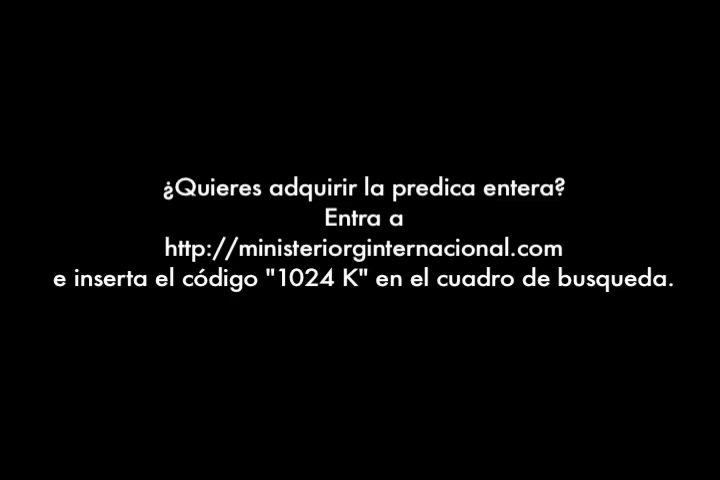 ¿Quieres adquirir la predica entera?
Entra a
http://ministeriorginternacional.com
e inserta el código "1024 K" en el cuadro de busqueda.